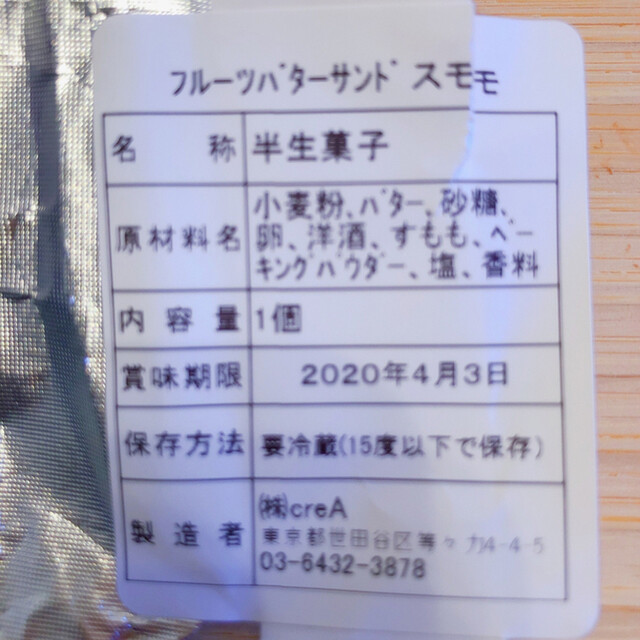 フルーツバターサンド スモモ
名称 半生菓子
原材料名 小麦粉、バター、砂糖、
卵、洋酒、すもも、ベー
キングパウダー、塩、香料
内容量 1個
賞味期限 2020年4月3日
保存方法 要冷蔵(15度以下で保存)
製造者 ㈱creA
東京都世田谷区等々力4-4-5
03-6432-3878